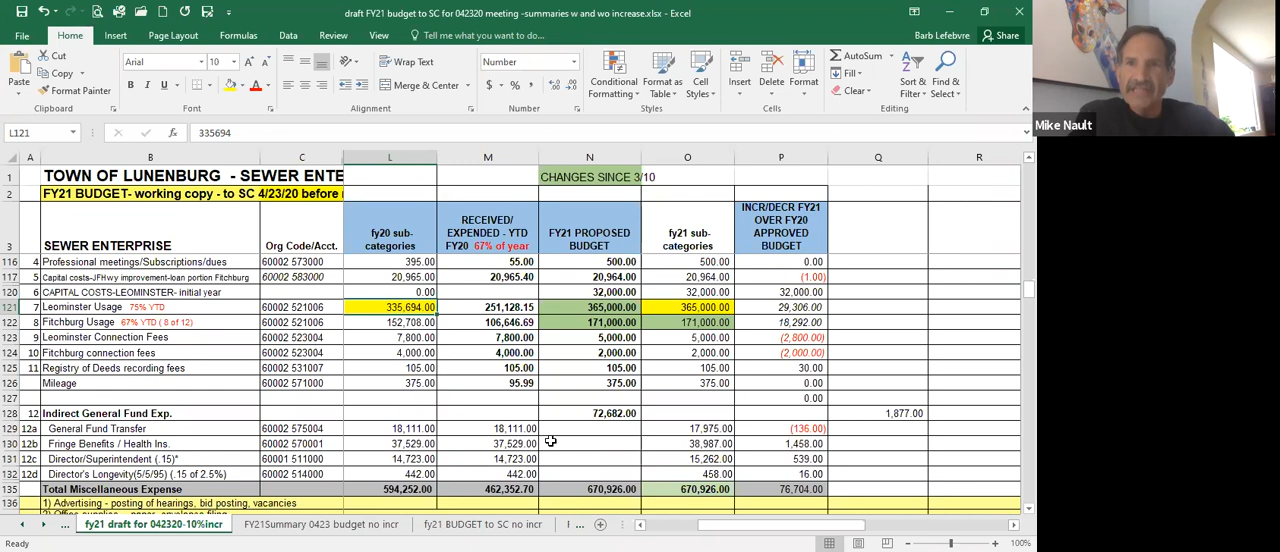 draft FY21 budget to SC for 042320 meeting -summaries w and wo increase.xlsx - Excel
Barb Lefebvre
File Home Insert Page Layout Formulas Data Review View Tell me what you want to do... Share
Paste Cut Copy Format Painter Clipboard
Arial 10 B I U Font
Wrap Text Merge & Center Alignment
Number $ % , Number
Conditional Formatting Format as Table Cell Styles Styles
Insert Delete Format Cells
AutoSum Fill Clear Sort & Filter Find & Select Editing
L121 fx 335694
A B C L M N O P Q R
1 TOWN OF LUNENBURG - SEWER ENTE CHANGES SINCE 3/10
2 FY21 BUDGET- working copy - to SC 4/23/20 before
3 SEWER ENTERPRISE Org Code/Acct. fy20 sub-categories RECEIVED/ EXPENDED - YTD FY20 67% of year FY21 PROPOSED BUDGET fy21 sub-categories INCR/DECR FY21 OVER FY20 APPROVED BUDGET
116 4 Professional meetings/Subscriptions/dues 60002 573000 395.00 55.00 500.00 500.00 0.00
117 5 Capital costs-JFHwy improvement-loan portion Fitchburg 60002 583000 20,965.00 20,965.40 20,964.00 20,964.00 (1.00)
120 6 CAPITAL COSTS-LEOMINSTER- initial year 0.00 32,000.00 32,000.00 32,000.00
121 7 Leominster Usage 75% YTD 60002 521006 335,694.00 251,128.15 365,000.00 365,000.00 29,306.00
122 8 Fitchburg Usage 67% YTD ( 8 of 12) 60002 521006 152,708.00 106,646.69 171,000.00 171,000.00 18,292.00
123 9 Leominster Connection Fees 60002 523004 7,800.00 7,800.00 5,000.00 5,000.00 (2,800.00)
124 10 Fitchburg connection fees 60002 523004 4,000.00 4,000.00 2,000.00 2,000.00 (2,000.00)
125 11 Registry of Deeds recording fees 60002 531007 105.00 105.00 105.00 105.00 30.00
126 Mileage 60002 571000 375.00 95.99 375.00 375.00 0.00
127 0.00
128 12 Indirect General Fund Exp. 72,682.00 1,877.00
129 12a General Fund Transfer 60002 575004 18,111.00 18,111.00 17,975.00 (136.00)
130 12b Fringe Benefits / Health Ins. 60002 570001 37,529.00 37,529.00 38,987.00 1,458.00
131 12c Director/Superintendent (.15)* 60001 511000 14,723.00 14,723.00 15,262.00 539.00
132 12d Director's Longevity(5/5/95) (.15 of 2.5%) 60002 514000 442.00 442.00 458.00 16.00
135 Total Miscellaneous Expense 594,252.00 462,352.70 670,926.00 670,926.00 76,704.00
136 1) Advertising - posting of hearings, bid posting, vacancies
... fy21 draft for 042320-10%incr FY21Summary 0423 budget no incr fy21 BUDGET to SC no incr ...
100%
Mike Nault